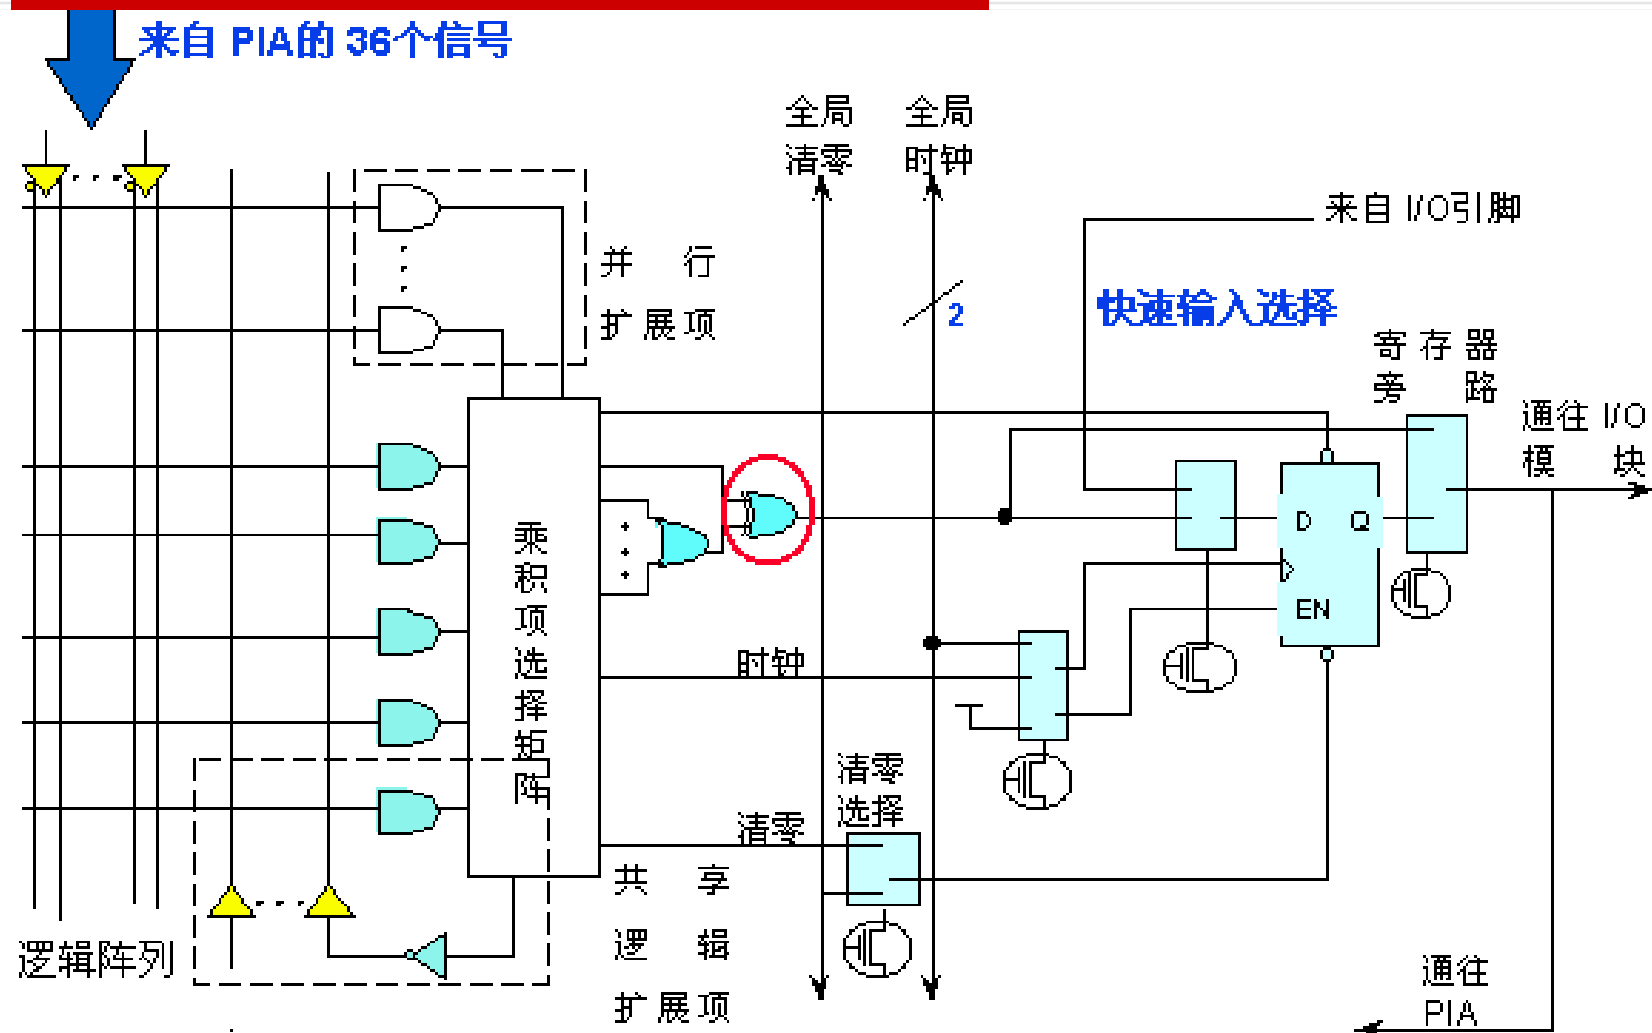 来自 PIA的 36个信号
全局
清零
全局
时钟
来自 I/O引脚
并 行
扩展项
2
快速输入选择
寄存器
旁 路
通往 I/O
模 块
乘积项选择矩阵
D Q
EN
时钟
清零
选择
清零
共 享
逻 辑
扩展项
逻辑阵列
通往
PIA